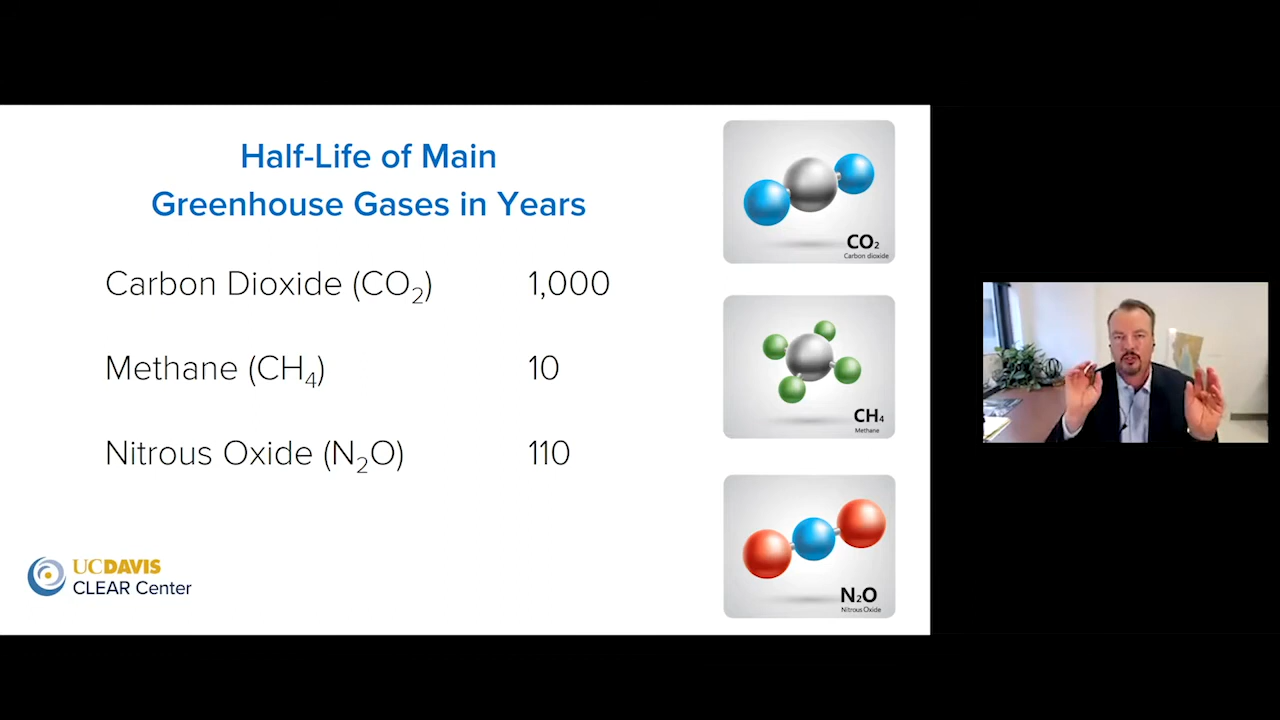 Half-Life of Main
Greenhouse Gases in Years
Carbon Dioxide (CO₂) 1,000
Methane (CH₄) 10
Nitrous Oxide (N₂O) 110
UCDAVIS
CLEAR Center
CO₂
Carbon dioxide
CH₄
Methane
N₂O
Nitrous Oxide